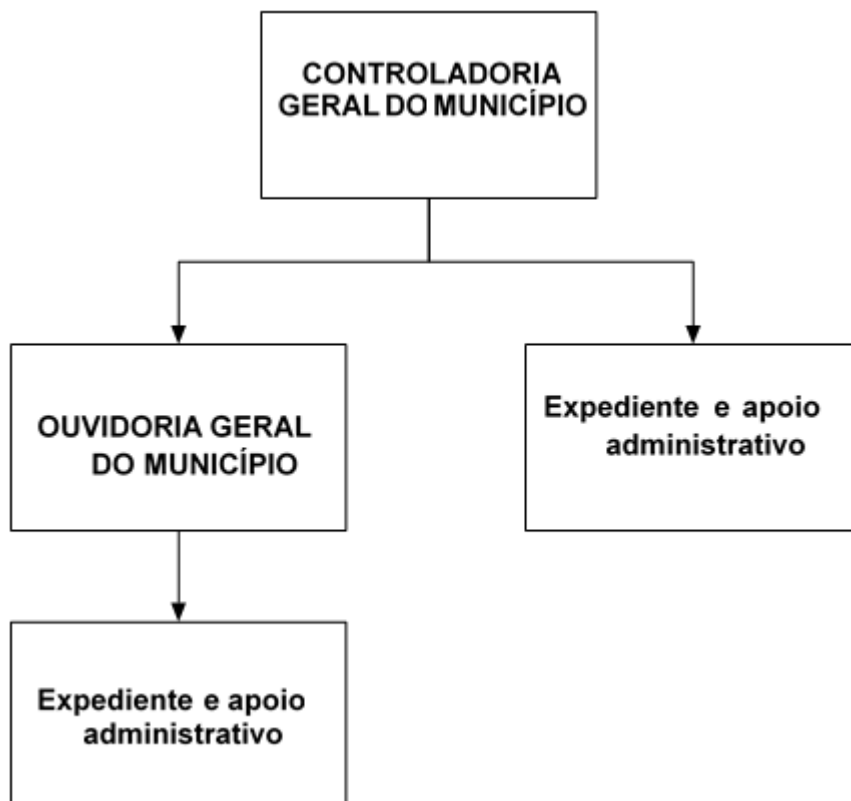 CONTROLADORIA
GERAL DO MUNICÍPIO
OUVIDORIA GERAL
DO MUNICÍPIO
Expediente e apoio
administrativo
Expediente e apoio
administrativo